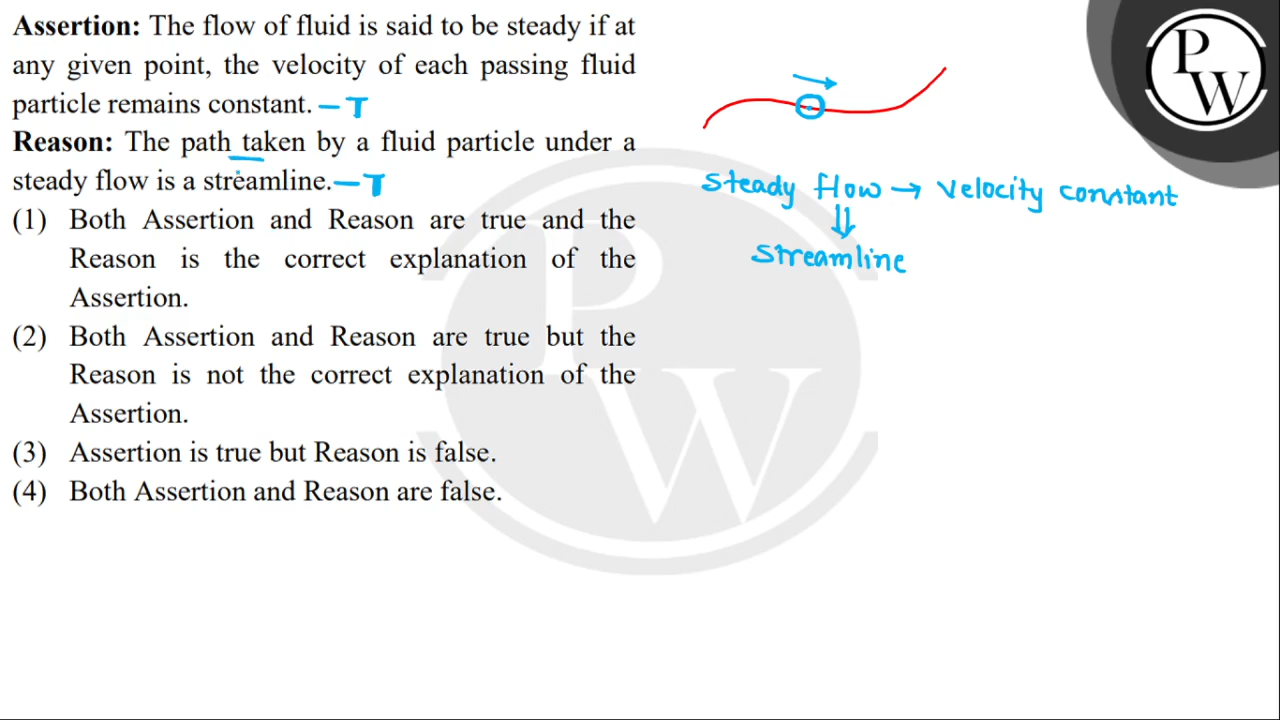 Assertion: The flow of fluid is said to be steady if at
any given point, the velocity of each passing fluid
particle remains constant. – T
Reason: The path taken by a fluid particle under a
steady flow is a streamline. – T
(1) Both Assertion and Reason are true and the
Reason is the correct explanation of the
Assertion.
(2) Both Assertion and Reason are true but the
Reason is not the correct explanation of the
Assertion.
(3) Assertion is true but Reason is false.
(4) Both Assertion and Reason are false.
Steady flow → velocity constant
⇓
Streamline
P
W
P
W